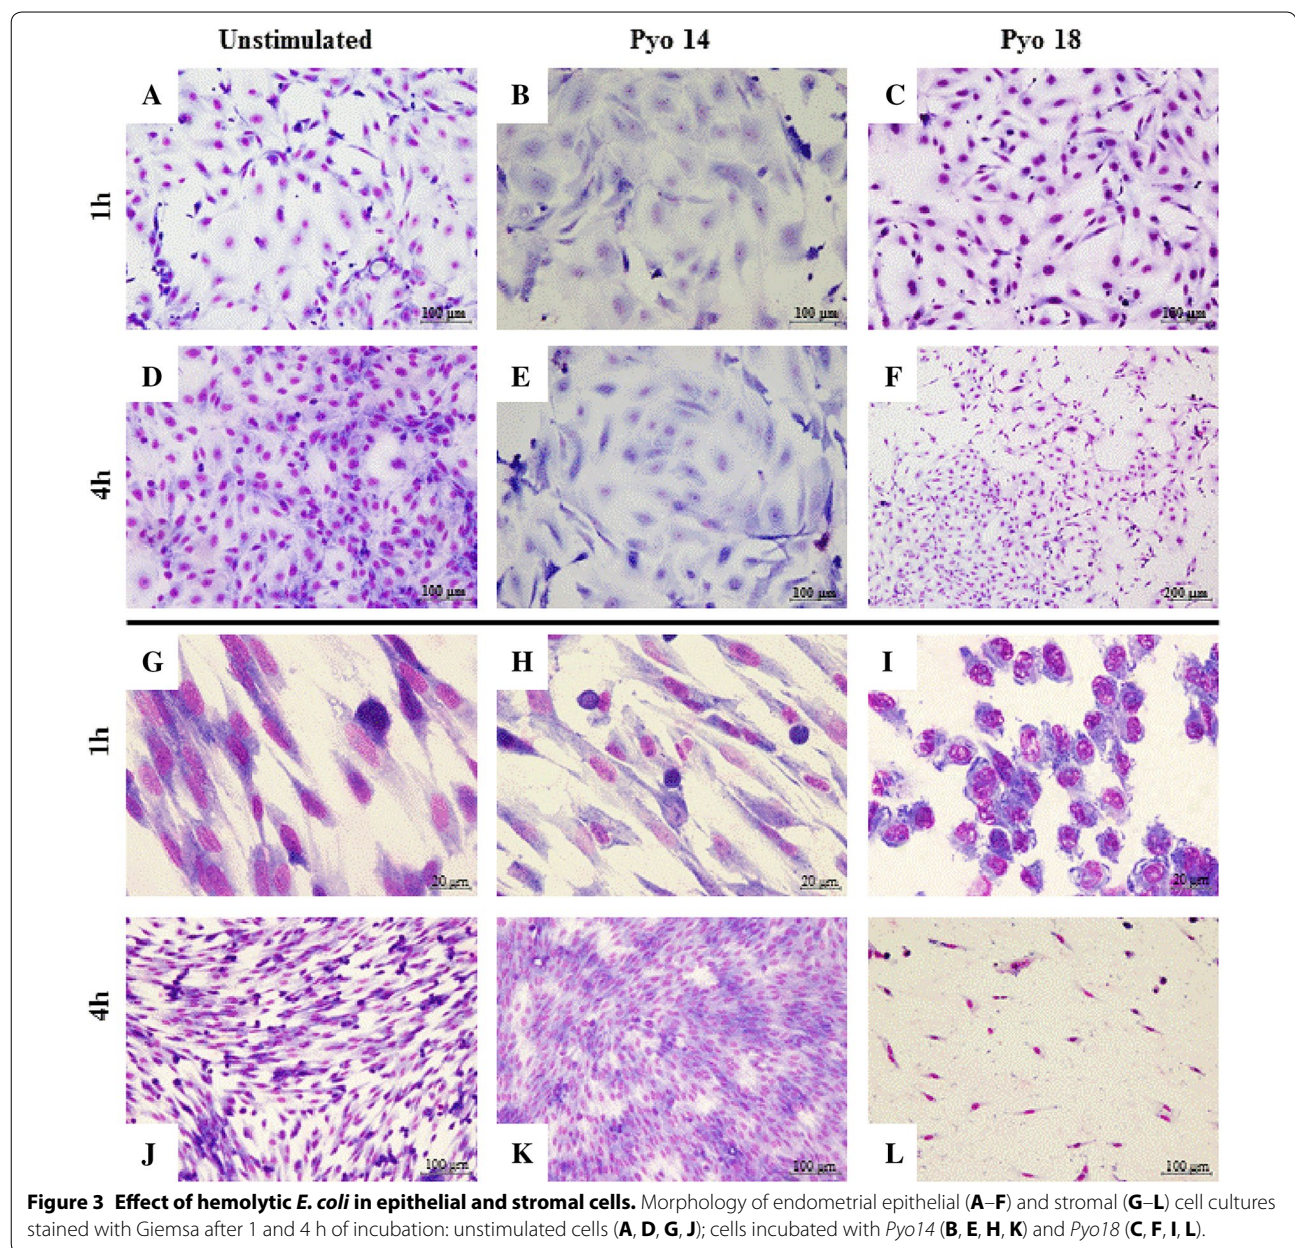 Unstimulated Pyo 14 Pyo 18
A B C
1h
100 µm 100 µm 100 µm
D E F
4h
100 µm 100 µm 200 µm
G H I
1h
20 µm 20 µm 20 µm
4h
J K L
100 µm 100 µm 100 µm
Figure 3 Effect of hemolytic E. coli in epithelial and stromal cells. Morphology of endometrial epithelial (A–F) and stromal (G–L) cell cultures
stained with Giemsa after 1 and 4 h of incubation: unstimulated cells (A, D, G, J); cells incubated with Pyo14 (B, E, H, K) and Pyo18 (C, F, I, L).